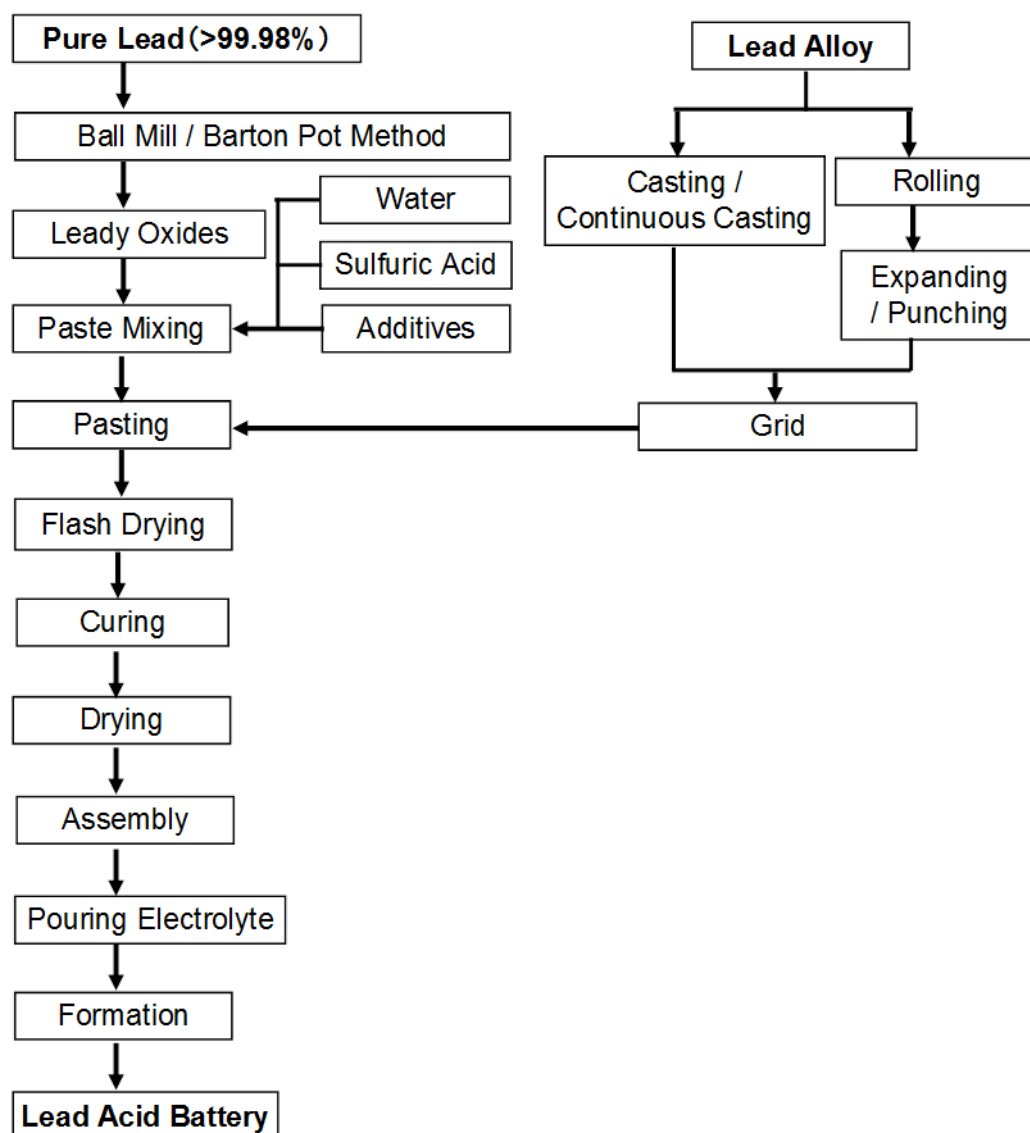 Pure Lead（>99.98%）
Lead Alloy
Ball Mill / Barton Pot Method
Casting /
Continuous Casting
Rolling
Water
Leady Oxides
Sulfuric Acid
Expanding
/ Punching
Paste Mixing
Additives
Pasting
Grid
Flash Drying
Curing
Drying
Assembly
Pouring Electrolyte
Formation
Lead Acid Battery